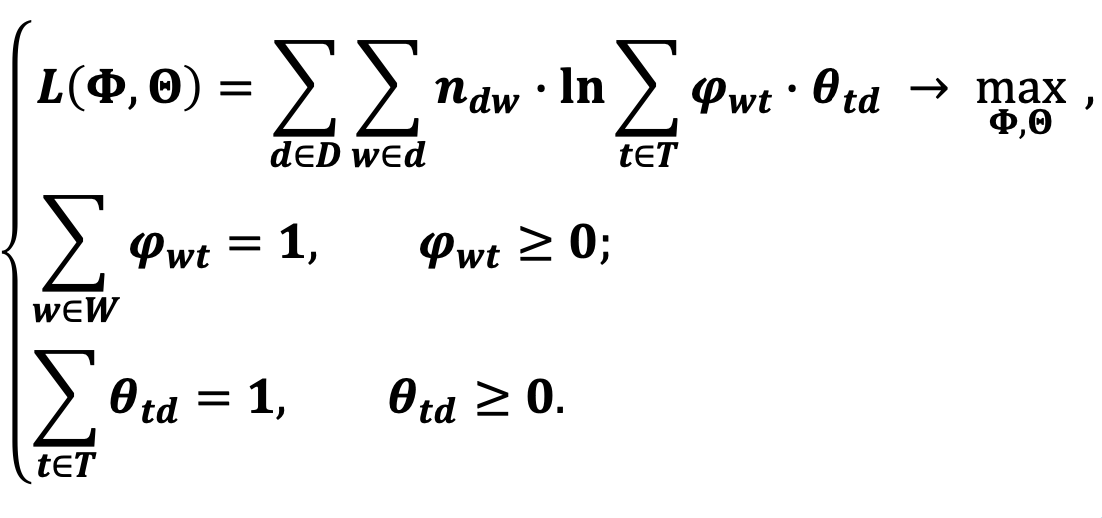 L(Φ, Θ) = ∑_{d∈D} ∑_{w∈d} n_{dw} · ln ∑_{t∈T} φ_{wt} · θ_{td} → max_{Φ,Θ} ,
∑_{w∈W} φ_{wt} = 1, φ_{wt} ≥ 0;
∑_{t∈T} θ_{td} = 1, θ_{td} ≥ 0.